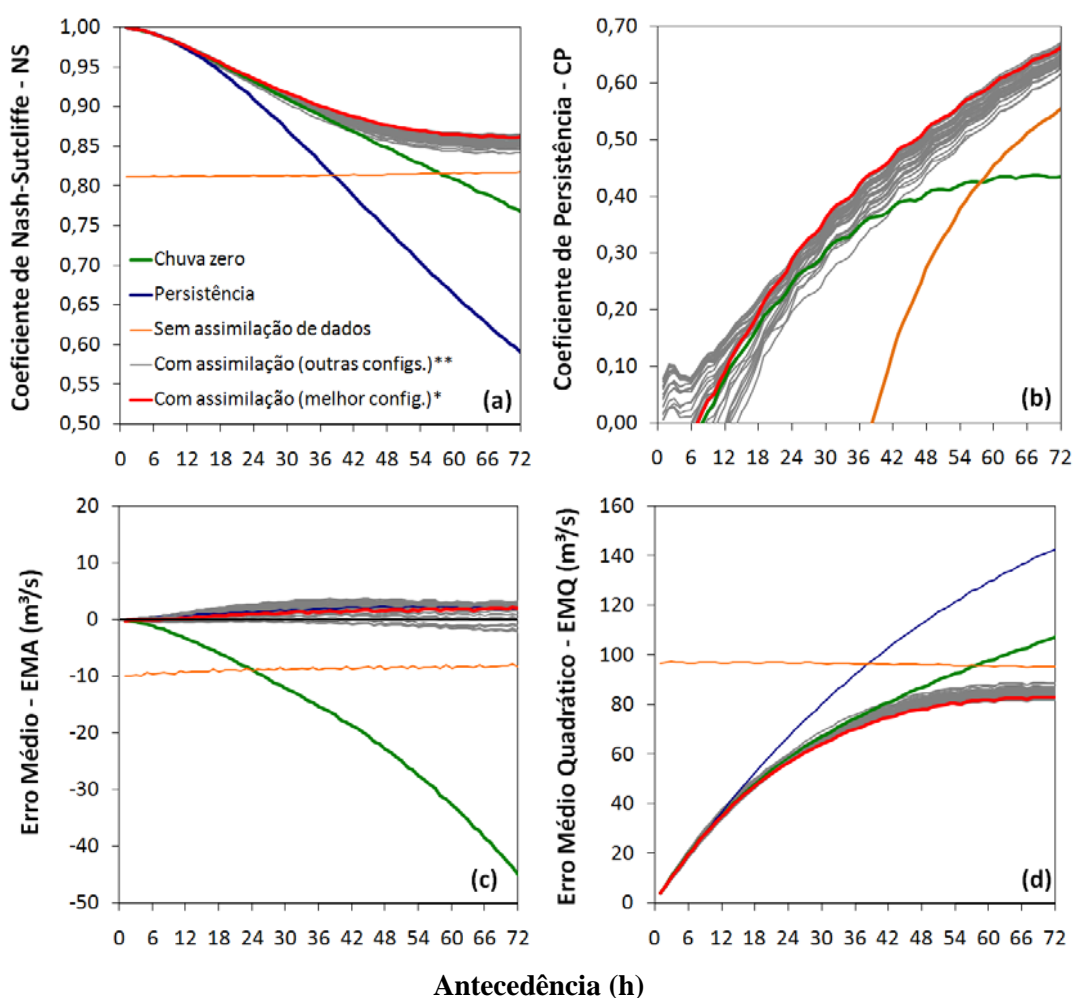 Coeficiente de Nash-Sutcliffe - NS
1,00
0,95
0,90
0,85
0,80
0,75
0,70
0,65
0,60
0,55
0,50
Chuva zero
Persistência
Sem assimilação de dados
Com assimilação (outras configs.)**
Com assimilação (melhor config.)*
(a)
0 6 12 18 24 30 36 42 48 54 60 66 72
Coeficiente de Persistência - CP
0,70
0,60
0,50
0,40
0,30
0,20
0,10
0,00
(b)
0 6 12 18 24 30 36 42 48 54 60 66 72
Erro Médio - EMA (m³/s)
20
10
0
-10
-20
-30
-40
-50
(c)
0 6 12 18 24 30 36 42 48 54 60 66 72
Erro Médio Quadrático - EMQ (m³/s)
160
140
120
100
80
60
40
20
0
(d)
0 6 12 18 24 30 36 42 48 54 60 66 72
Antecedência (h)